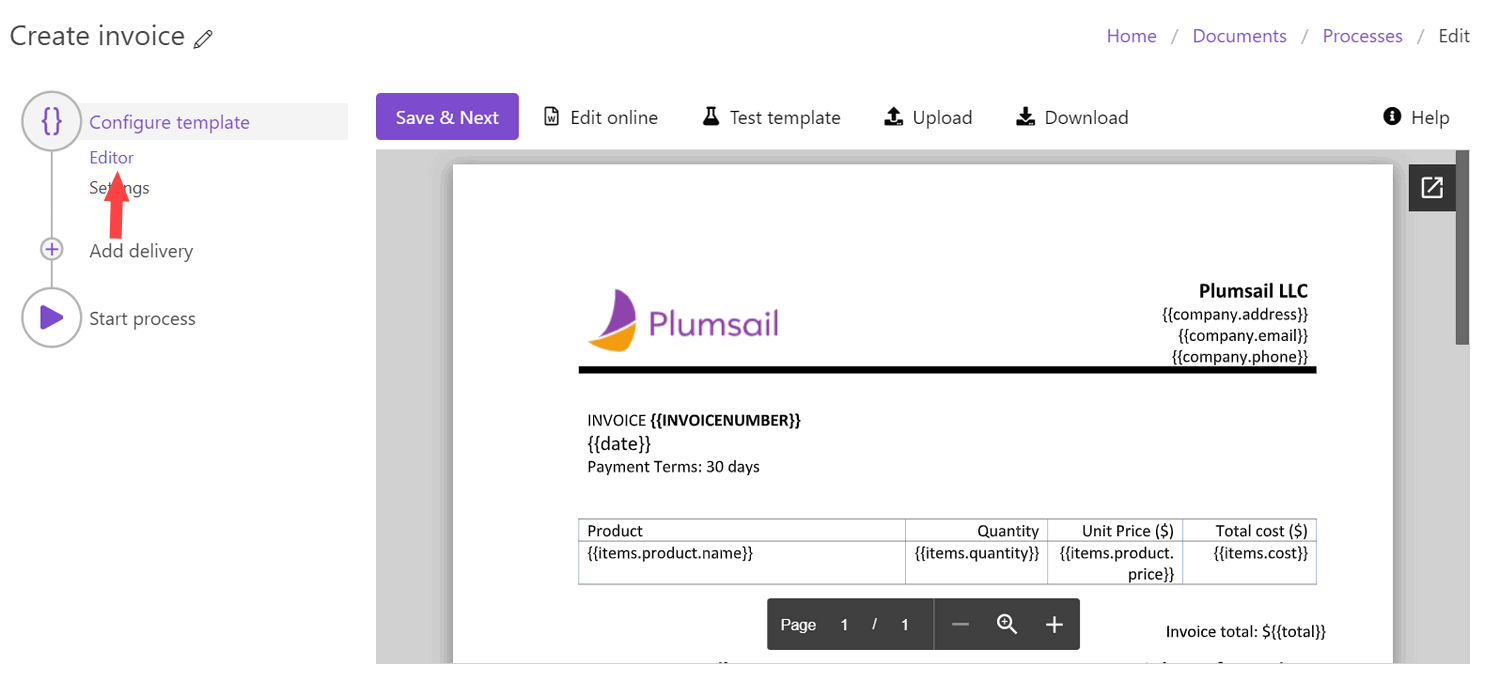 Create invoice
Home / Documents / Processes / Edit
{} Configure template
Editor
Settings
Add delivery
Start process
Save & Next
Edit online
Test template
Upload
Download
Help
Plumsail
Plumsail LLC
{{company.address}}
{{company.email}}
{{company.phone}}
INVOICE {{INVOICENUMBER}}
{{date}}
Payment Terms: 30 days
Product Quantity Unit Price ($) Total cost ($)
{{items.product.name}} {{items.quantity}} {{items.product. {{items.cost}}
price}}
Page 1 / 1
Invoice total: ${{total}}